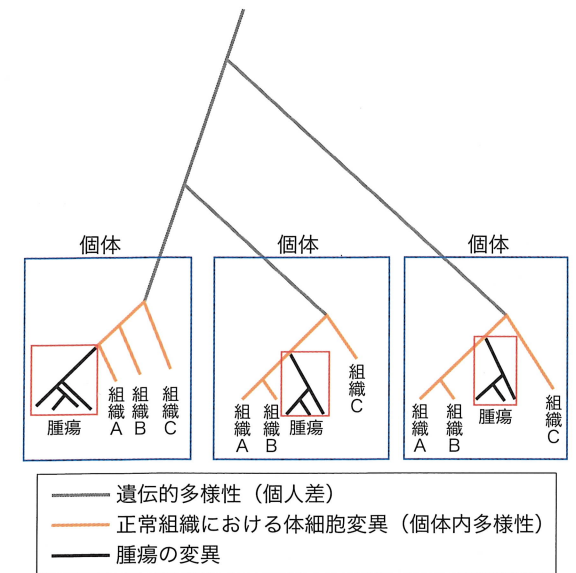 個体
個体
個体
組織A
組織B
組織C
腫瘍
組織A
組織B
腫瘍
組織C
組織A
組織B
腫瘍
組織C
遺伝的多様性（個人差）
正常組織における体細胞変異（個体内多様性）
腫瘍の変異